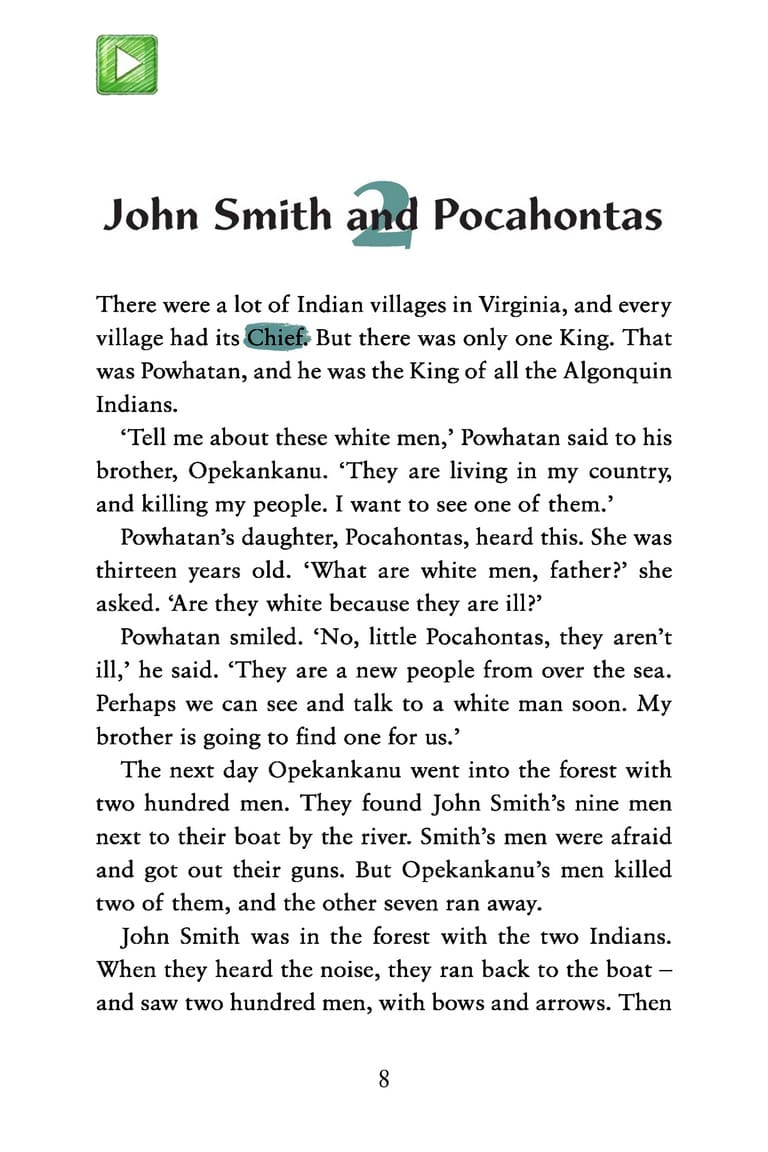 2
John Smith and Pocahontas
There were a lot of Indian villages in Virginia, and every
village had its Chief. But there was only one King. That
was Powhatan, and he was the King of all the Algonquin
Indians.
‘Tell me about these white men,’ Powhatan said to his
brother, Opekankanu. ‘They are living in my country,
and killing my people. I want to see one of them.’
Powhatan’s daughter, Pocahontas, heard this. She was
thirteen years old. ‘What are white men, father?’ she
asked. ‘Are they white because they are ill?’
Powhatan smiled. ‘No, little Pocahontas, they aren’t
ill,’ he said. ‘They are a new people from over the sea.
Perhaps we can see and talk to a white man soon. My
brother is going to find one for us.’
The next day Opekankanu went into the forest with
two hundred men. They found John Smith’s nine men
next to their boat by the river. Smith’s men were afraid
and got out their guns. But Opekankanu’s men killed
two of them, and the other seven ran away.
John Smith was in the forest with the two Indians.
When they heard the noise, they ran back to the boat –
and saw two hundred men, with bows and arrows. Then
8